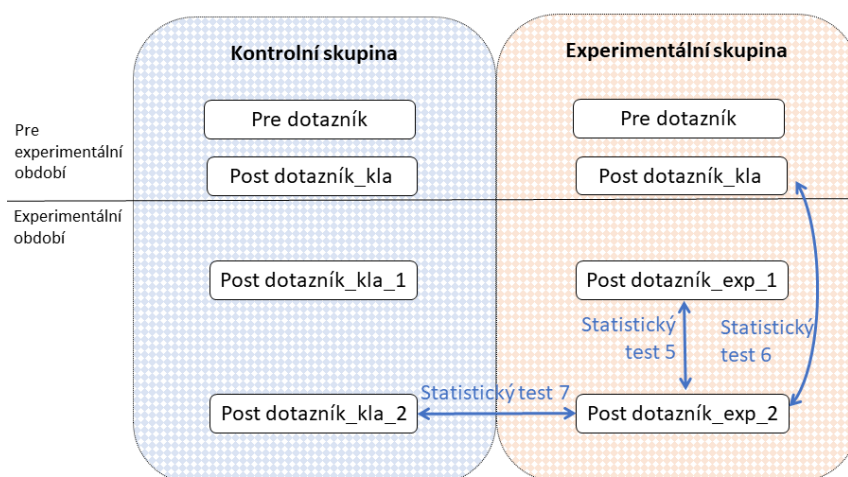 Kontrolní skupina
Experimentální skupina
Pre dotazník
Pre dotazník
Pre
experimentální
období
Post dotazník_kla
Post dotazník_kla
Experimentální
období
Post dotazník_kla_1
Post dotazník_exp_1
Statistický
test 5
Statistický
test 6
Statistický test 7
Post dotazník_kla_2
Post dotazník_exp_2